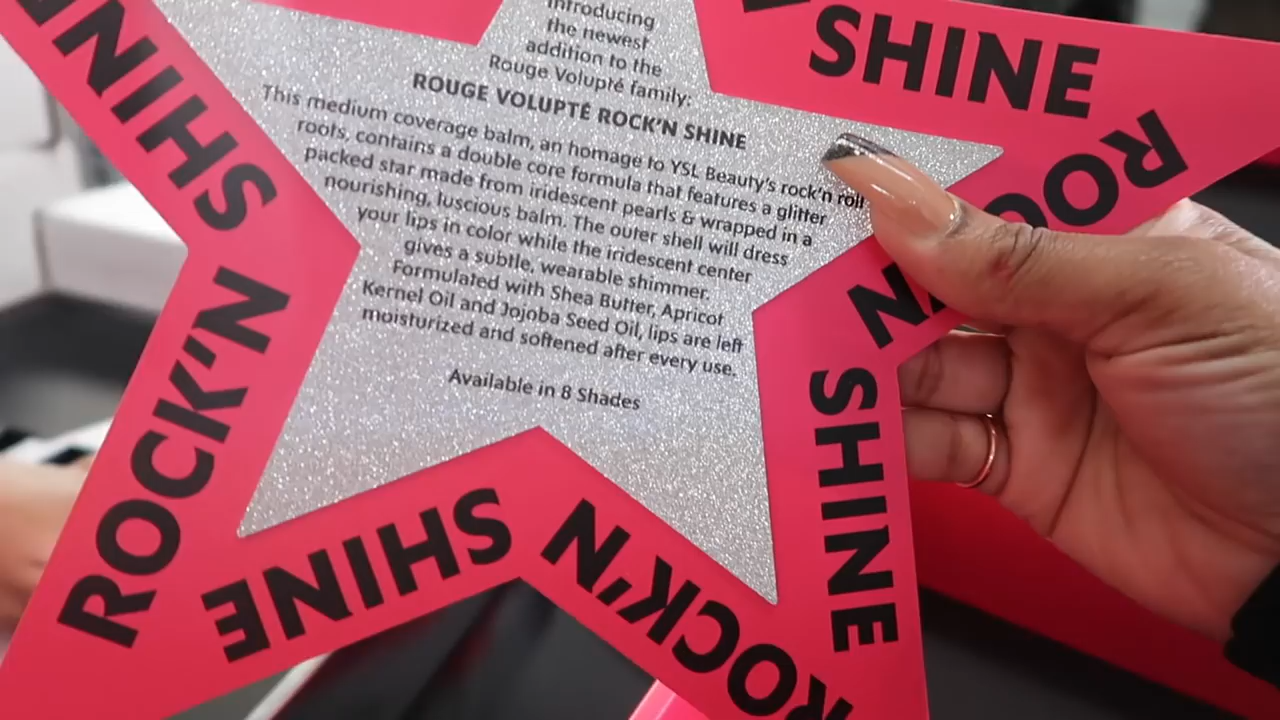 Introducing
the newest
addition to the
Rouge Volupté family:
ROUGE VOLUPTÉ ROCK'N SHINE
This medium coverage balm, an homage to YSL Beauty's rock'n roll
roots, contains a double core formula that features a glitter
packed star made from iridescent pearls & wrapped in a
nourishing, luscious balm. The outer shell will dress
your lips in color while the iridescent center
gives a subtle, wearable shimmer.
Formulated with Shea Butter, Apricot
Kernel Oil and Jojoba Seed Oil, lips are left
moisturized and softened after every use.
Available in 8 Shades
SHINE
ROCK'N
SHINE
ROCK'N
SHINE
ROCK'N
SHINE